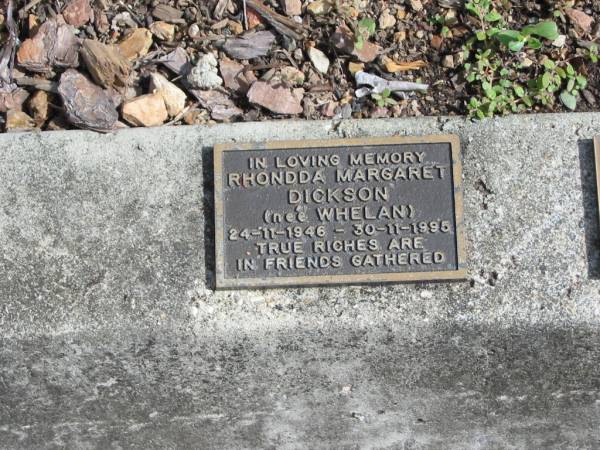 IN LOVING MEMORY
RHONDDA MARGARET
DICKSON
(neé WHELAN)
24-11-1946 - 30-11-1995
TRUE RICHES ARE
IN FRIENDS GATHERED